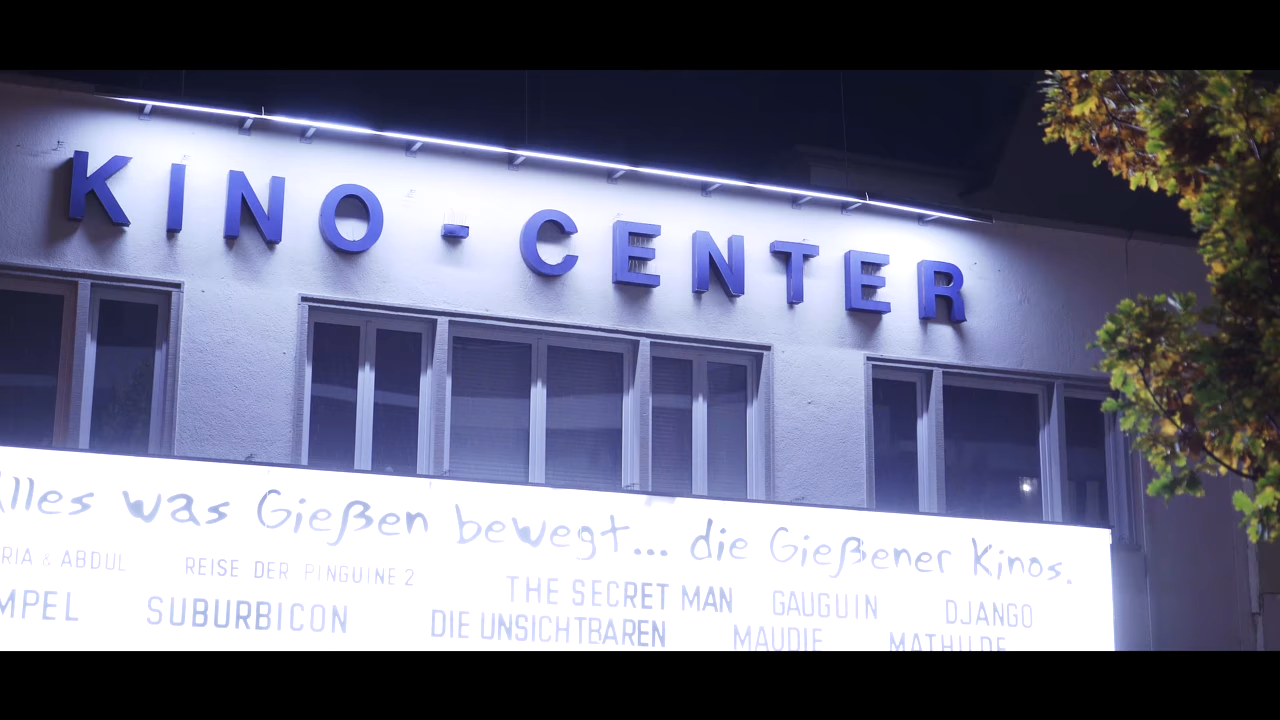 KINO-CENTER
Alles was Gießen bewegt... die Gießener Kinos.
RIA & ABDUL REISE DER PINGUINE 2 THE SECRET MAN GAUGUIN DJANGO
MPEL SUBURBICON DIE UNSICHTBAREN MAUDIE MATHILDE